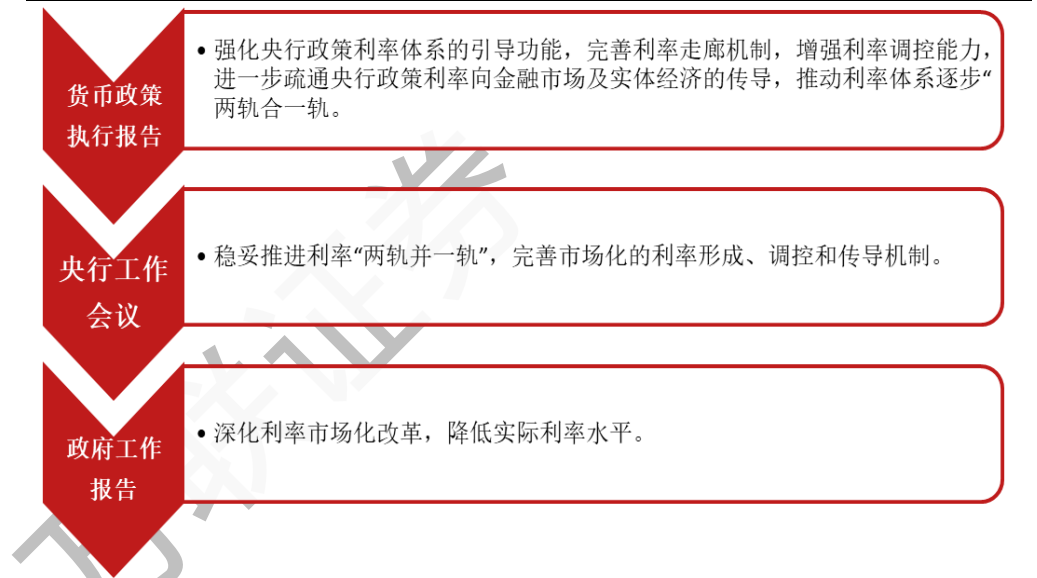 货币政策
执行报告
• 强化央行政策利率体系的引导功能，完善利率走廊机制，增强利率调控能力，
进一步疏通央行政策利率向金融市场及实体经济的传导，推动利率体系逐步“
两轨合一轨。
央行工作
会议
• 稳妥推进利率“两轨并一轨”，完善市场化的利率形成、调控和传导机制。
政府工作
报告
• 深化利率市场化改革，降低实际利率水平。
万联证券